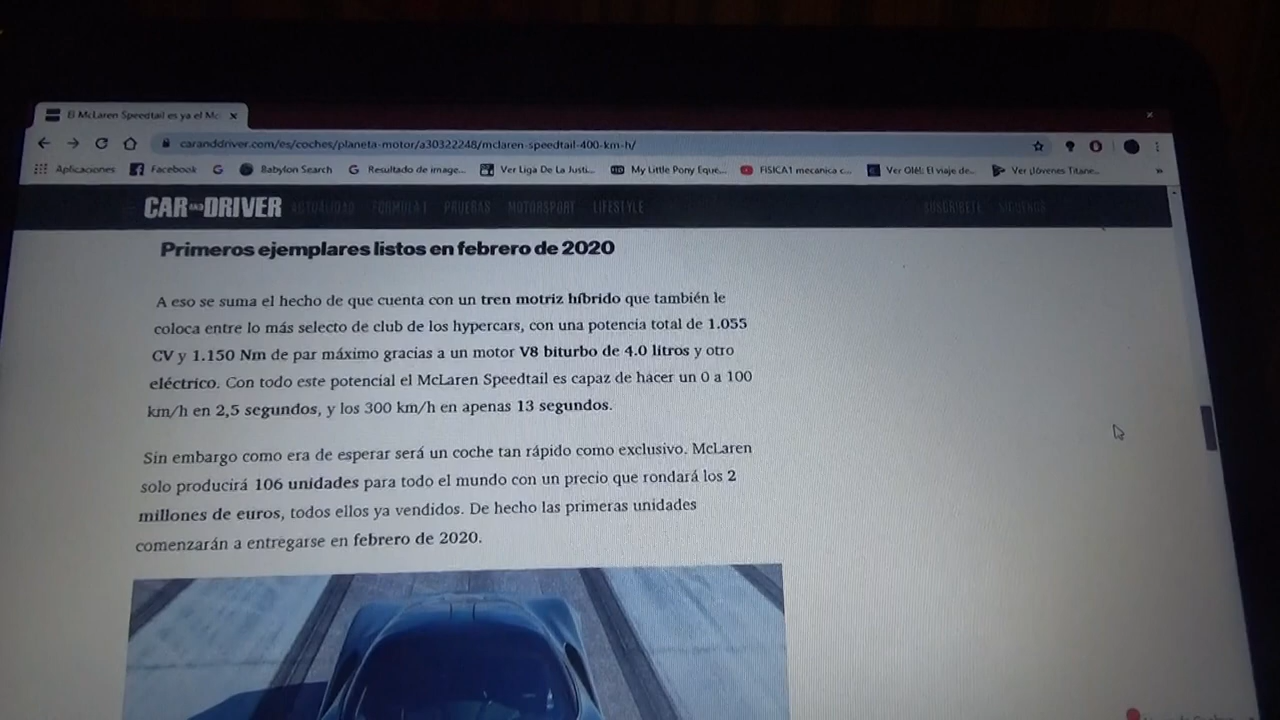 El McLaren Speedtail es ya el Mc
caranddriver.com/es/coches/planeta-motor/a30322248/mclaren-speedtail-400-km-h/
Aplicaciones Facebook Babylon Search Resultado de image... Ver Liga De La Justi... My Little Pony Eque... FISICA1 mecanica c... Ver ¡Olé!: El viaje de... Ver ¡Jóvenes Titane...
CAR AND DRIVER ACTUALIDAD FORMULA 1 PRUEBAS MOTORSPORT LIFESTYLE SUSCRÍBETE SÍGUENOS
Primeros ejemplares listos en febrero de 2020
A eso se suma el hecho de que cuenta con un tren motriz híbrido que también le
coloca entre lo más selecto de club de los hypercars, con una potencia total de 1.055
CV y 1.150 Nm de par máximo gracias a un motor V8 biturbo de 4.0 litros y otro
eléctrico. Con todo este potencial el McLaren Speedtail es capaz de hacer un 0 a 100
km/h en 2,5 segundos, y los 300 km/h en apenas 13 segundos.
Sin embargo como era de esperar será un coche tan rápido como exclusivo. McLaren
solo producirá 106 unidades para todo el mundo con un precio que rondará los 2
millones de euros, todos ellos ya vendidos. De hecho las primeras unidades
comenzarán a entregarse en febrero de 2020.